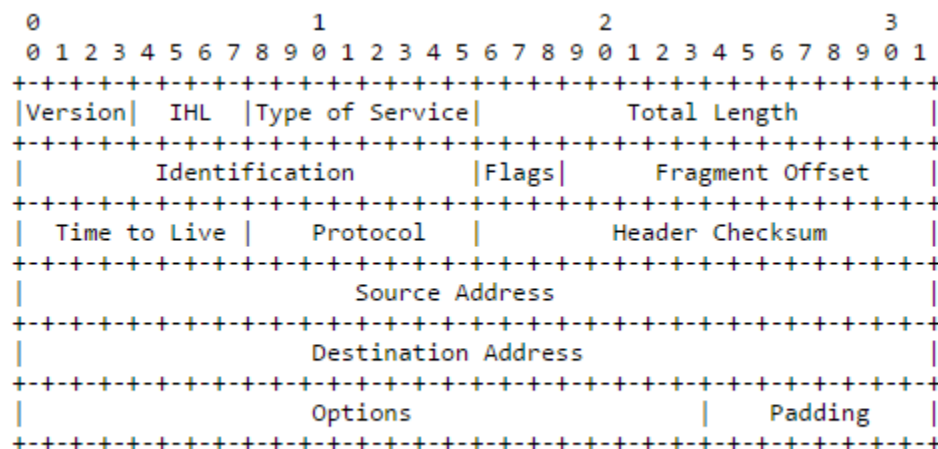 0                   1                   2                   3
0 1 2 3 4 5 6 7 8 9 0 1 2 3 4 5 6 7 8 9 0 1 2 3 4 5 6 7 8 9 0 1
+-+-+-+-+-+-+-+-+-+-+-+-+-+-+-+-+-+-+-+-+-+-+-+-+-+-+-+-+-+-+-+-+
|Version|  IHL  |Type of Service|          Total Length         |
+-+-+-+-+-+-+-+-+-+-+-+-+-+-+-+-+-+-+-+-+-+-+-+-+-+-+-+-+-+-+-+-+
|         Identification        |Flags|      Fragment Offset    |
+-+-+-+-+-+-+-+-+-+-+-+-+-+-+-+-+-+-+-+-+-+-+-+-+-+-+-+-+-+-+-+-+
|  Time to Live |    Protocol   |         Header Checksum       |
+-+-+-+-+-+-+-+-+-+-+-+-+-+-+-+-+-+-+-+-+-+-+-+-+-+-+-+-+-+-+-+-+
|                       Source Address                          |
+-+-+-+-+-+-+-+-+-+-+-+-+-+-+-+-+-+-+-+-+-+-+-+-+-+-+-+-+-+-+-+-+
|                    Destination Address                        |
+-+-+-+-+-+-+-+-+-+-+-+-+-+-+-+-+-+-+-+-+-+-+-+-+-+-+-+-+-+-+-+-+
|                    Options                    |    Padding    |
+-+-+-+-+-+-+-+-+-+-+-+-+-+-+-+-+-+-+-+-+-+-+-+-+-+-+-+-+-+-+-+-+